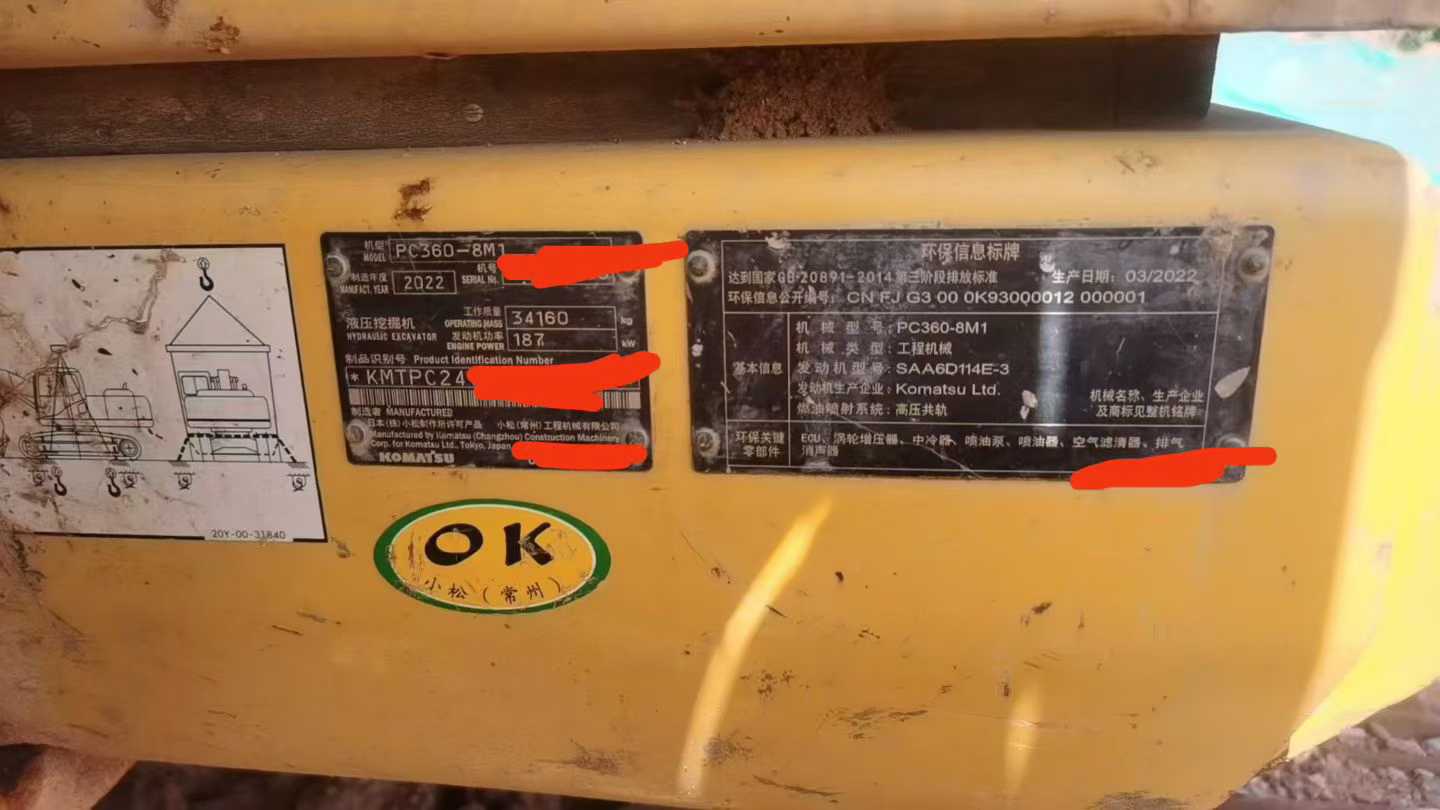 机型 MODEL PC360-8M1
制造年度 MANUFACT. YEAR 2022 机号 SERIAL No.
液压挖掘机 HYDRAULIC EXCAVATOR
工作质量 OPERATING MASS 34160 kg
发动机功率 ENGINE POWER 187 kW
制品识别号 Product Identification Number
*KMTPC24
制造者 MANUFACTURED
日本(株)小松制作所许可产品 小松(常州)工程机械有限公司
Manufactured by Komatsu (Changzhou) Construction Machinery
Corp. for Komatsu Ltd., Tokyo, Japan
KOMATSU
环保信息标牌
达到国家GB 20891-2014 第三阶段排放标准 生产日期: 03/2022
环保信息公开编号: CN FJ G3 00 0K93000012 000001
基本信息
机械型号: PC360-8M1
机械类型: 工程机械
发动机型号: SAA6D114E-3
发动机生产企业: Komatsu Ltd.
燃油喷射系统: 高压共轨
机械名称、生产企业
及商标见整机铭牌
环保关键
零部件
ECU、涡轮增压器、中冷器、喷油泵、喷油器、空气滤清器、排气
消声器
20Y-00-31840
OK
小松(常州)